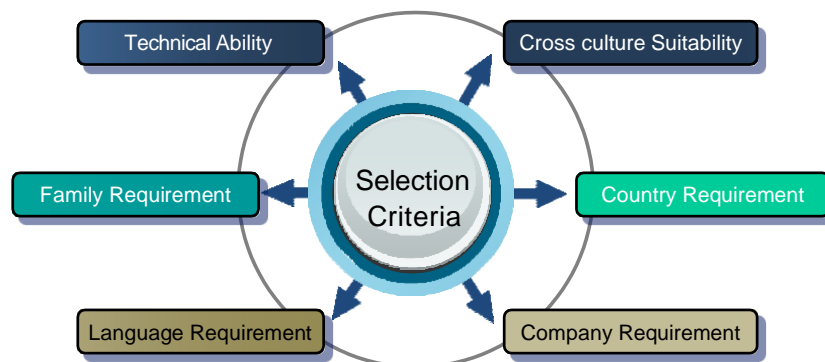 Technical Ability
Cross culture Suitability
Family Requirement
Selection
Criteria
Country Requirement
Language Requirement
Company Requirement